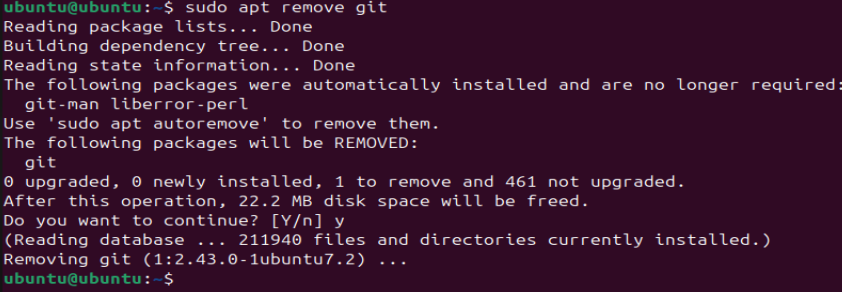 ubuntu@ubuntu:~$ sudo apt remove git
Reading package lists... Done
Building dependency tree... Done
Reading state information... Done
The following packages were automatically installed and are no longer required:
  git-man liberror-perl
Use 'sudo apt autoremove' to remove them.
The following packages will be REMOVED:
  git
0 upgraded, 0 newly installed, 1 to remove and 461 not upgraded.
After this operation, 22.2 MB disk space will be freed.
Do you want to continue? [Y/n] y
(Reading database ... 211940 files and directories currently installed.)
Removing git (1:2.43.0-1ubuntu7.2) ...
ubuntu@ubuntu:~$